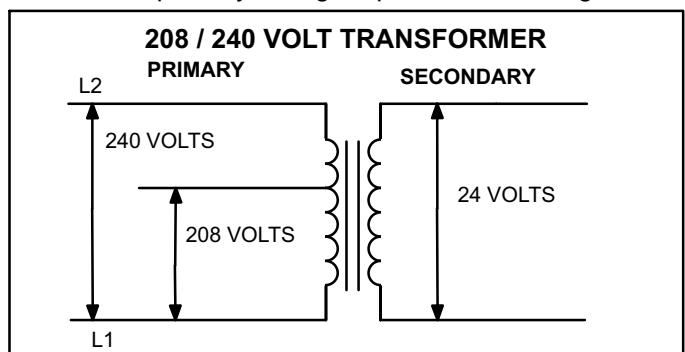 208 / 240 VOLT TRANSFORMER
PRIMARY
SECONDARY
L2
240 VOLTS
24 VOLTS
208 VOLTS
L1